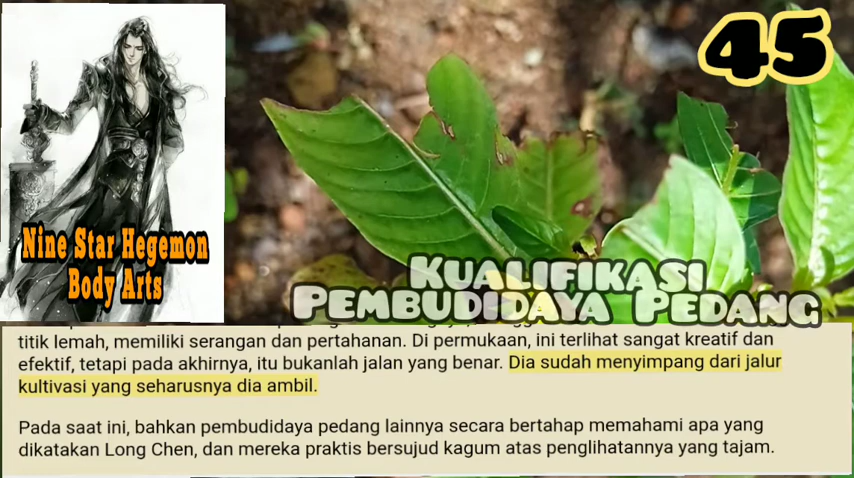 45
Nine Star Hegemon
Body Arts
Kualifikasi
Pembudidaya Pedang
titik lemah, memiliki serangan dan pertahanan. Di permukaan, ini terlihat sangat kreatif dan
efektif, tetapi pada akhirnya, itu bukanlah jalan yang benar. Dia sudah menyimpang dari jalur
kultivasi yang seharusnya dia ambil.
Pada saat ini, bahkan pembudidaya pedang lainnya secara bertahap memahami apa yang
dikatakan Long Chen, dan mereka praktis bersujud kagum atas penglihatannya yang tajam.